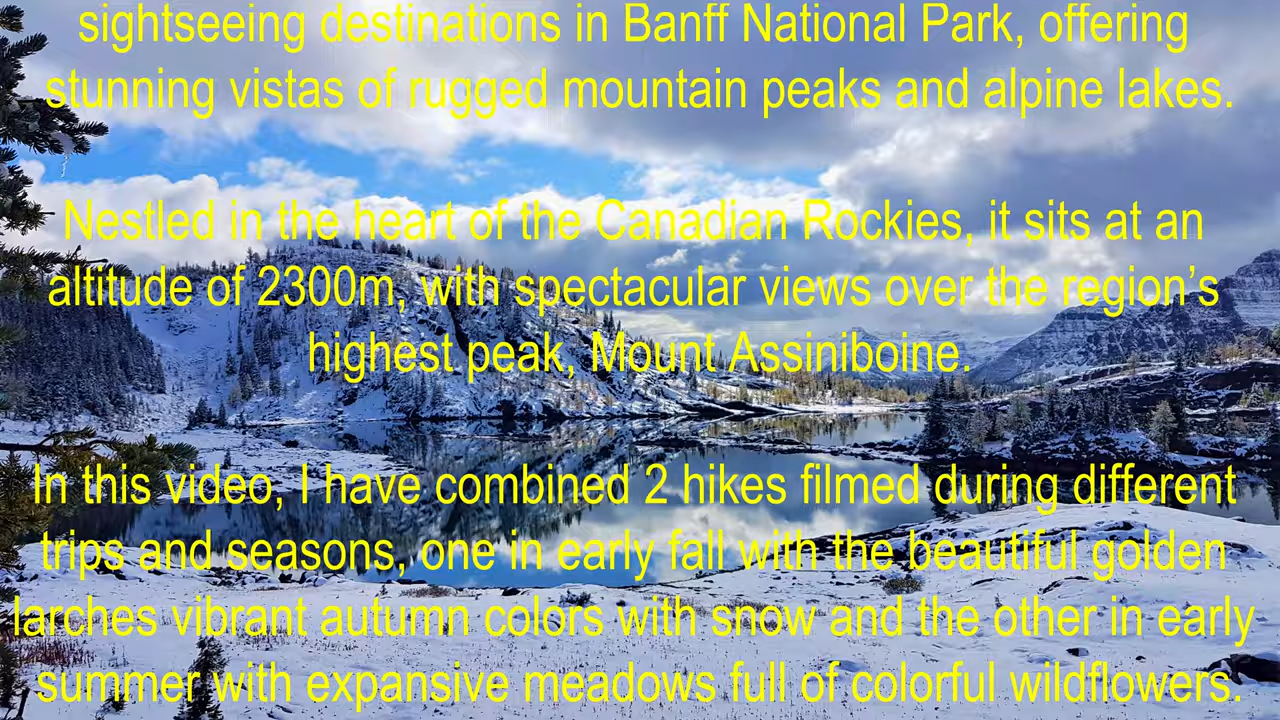 sightseeing destinations in Banff National Park, offering
stunning vistas of rugged mountain peaks and alpine lakes.
Nestled in the heart of the Canadian Rockies, it sits at an
altitude of 2300m, with spectacular views over the region’s
highest peak, Mount Assiniboine.
In this video, I have combined 2 hikes filmed during different
trips and seasons, one in early fall with the beautiful golden
larches vibrant autumn colors with snow and the other in early
summer with expansive meadows full of colorful wildflowers.